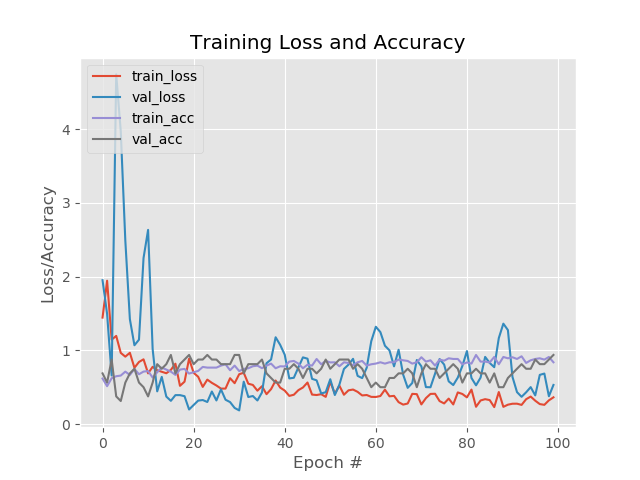 Training Loss and Accuracy
train_loss
val_loss
train_acc
val_acc
Loss/Accuracy
4
3
2
1
0
0 20 40 60 80 100
Epoch #